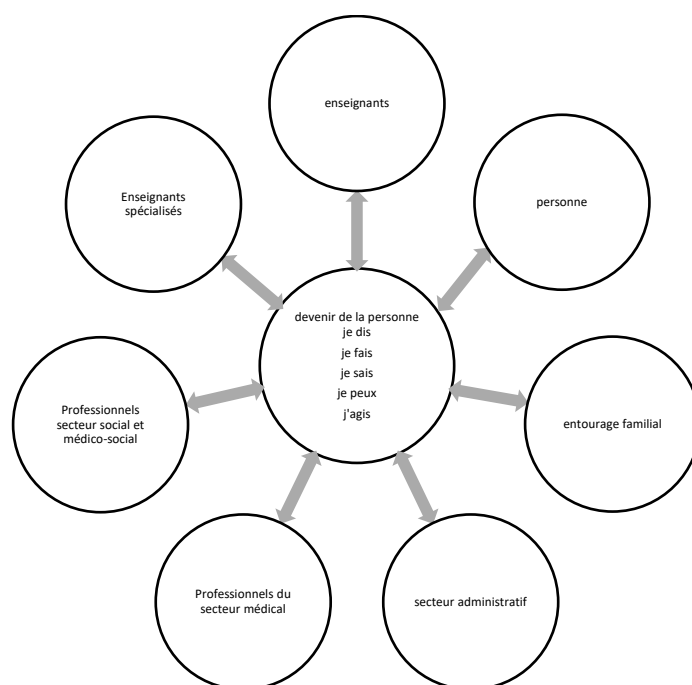 enseignants
Enseignants
spécialisés
personne
devenir de la personne
je dis
je fais
je sais
je peux
j'agis
Professionnels
secteur social et
médico-social
entourage familial
Professionnels du
secteur médical
secteur administratif